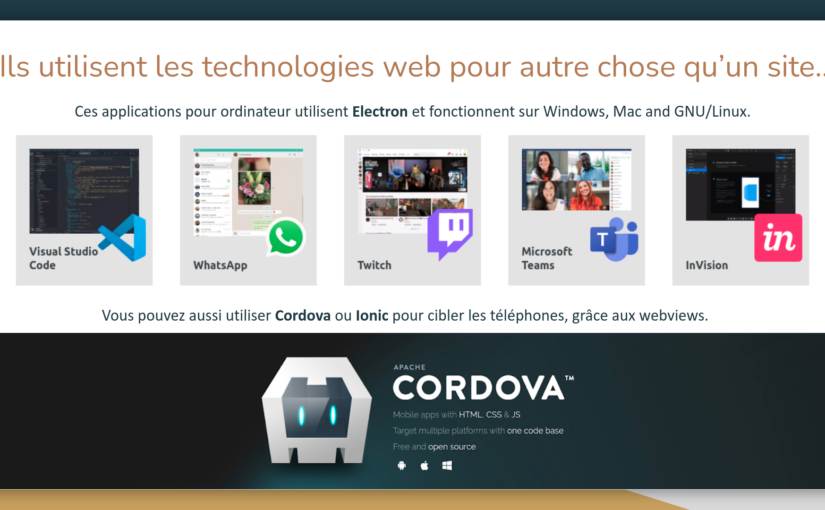 Ils utilisent les technologies web pour autre chose qu'un site..
Ces applications pour ordinateur utilisent Electron et fonctionnent sur Windows, Mac and GNU/Linux.
Visual Studio
Code
WhatsApp
Twitch
T
Microsoft
Teams
in
InVision
Vous pouvez aussi utiliser Cordova ou Ionic pour cibler les téléphones, grâce aux webviews.
APACHE
CORDOVA™
Mobile apps with HTML, CSS & JS
Target multiple platforms with one code base
Free and open source